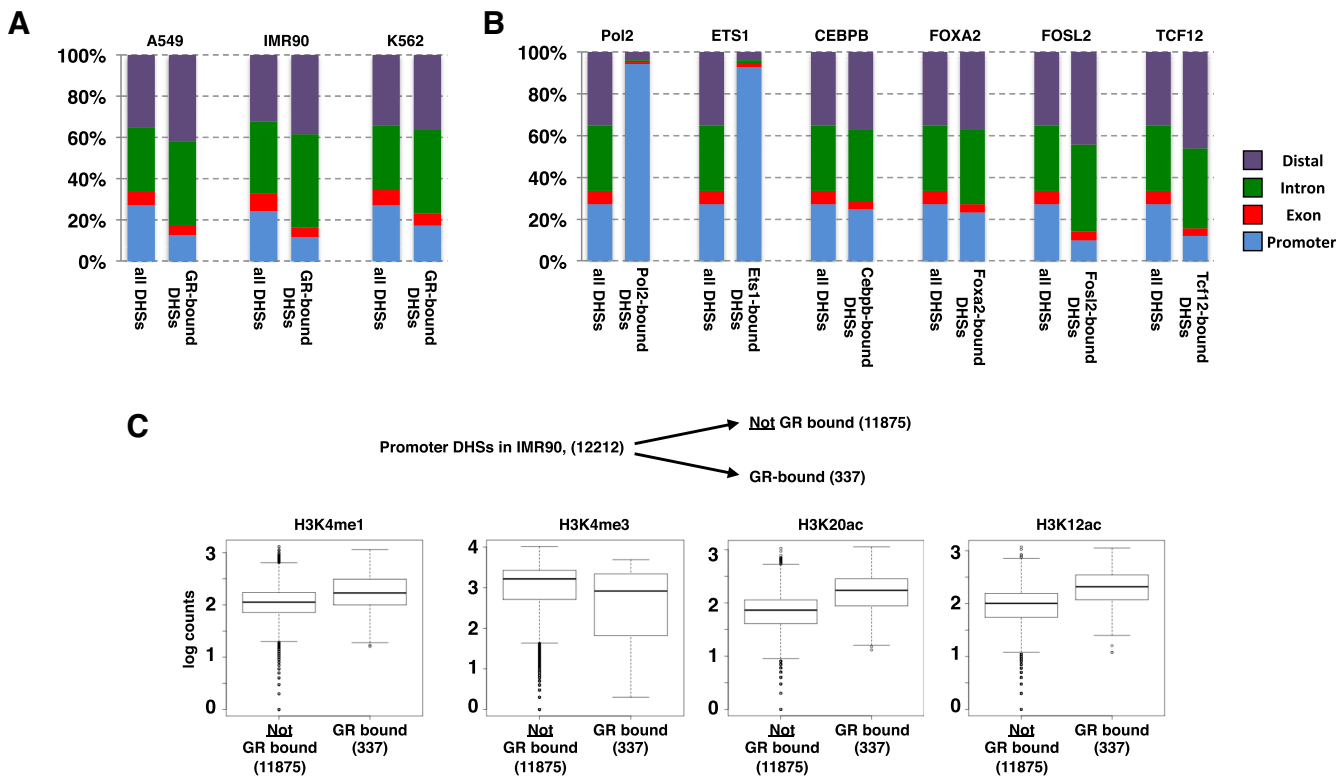 A
A549
IMR90
K562
100%
80%
60%
40%
20%
0%
all DHSs
GR-bound
DHSs
all DHSs
GR-bound
DHSs
all DHSs
GR-bound
DHSs
B
Pol2
ETS1
CEBPB
FOXA2
FOSL2
TCF12
100%
80%
60%
40%
20%
0%
all DHSs
Pol2-bound
DHSs
all DHSs
Ets1-bound
DHSs
all DHSs
Cebpb-bound
DHSs
all DHSs
Foxa2-bound
DHSs
all DHSs
Fosl2-bound
DHSs
all DHSs
Tcf12-bound
DHSs
Distal
Intron
Exon
Promoter
C
Promoter DHSs in IMR90, (12212)
Not GR bound (11875)
GR-bound (337)
H3K4me1
log counts
3
2
1
0
Not
GR bound
(11875)
GR bound
(337)
H3K4me3
4
3
2
1
0
Not
GR bound
(11875)
GR bound
(337)
H3K20ac
3
2
1
0
Not
GR bound
(11875)
GR bound
(337)
H3K12ac
3
2
1
0
Not
GR bound
(11875)
GR bound
(337)